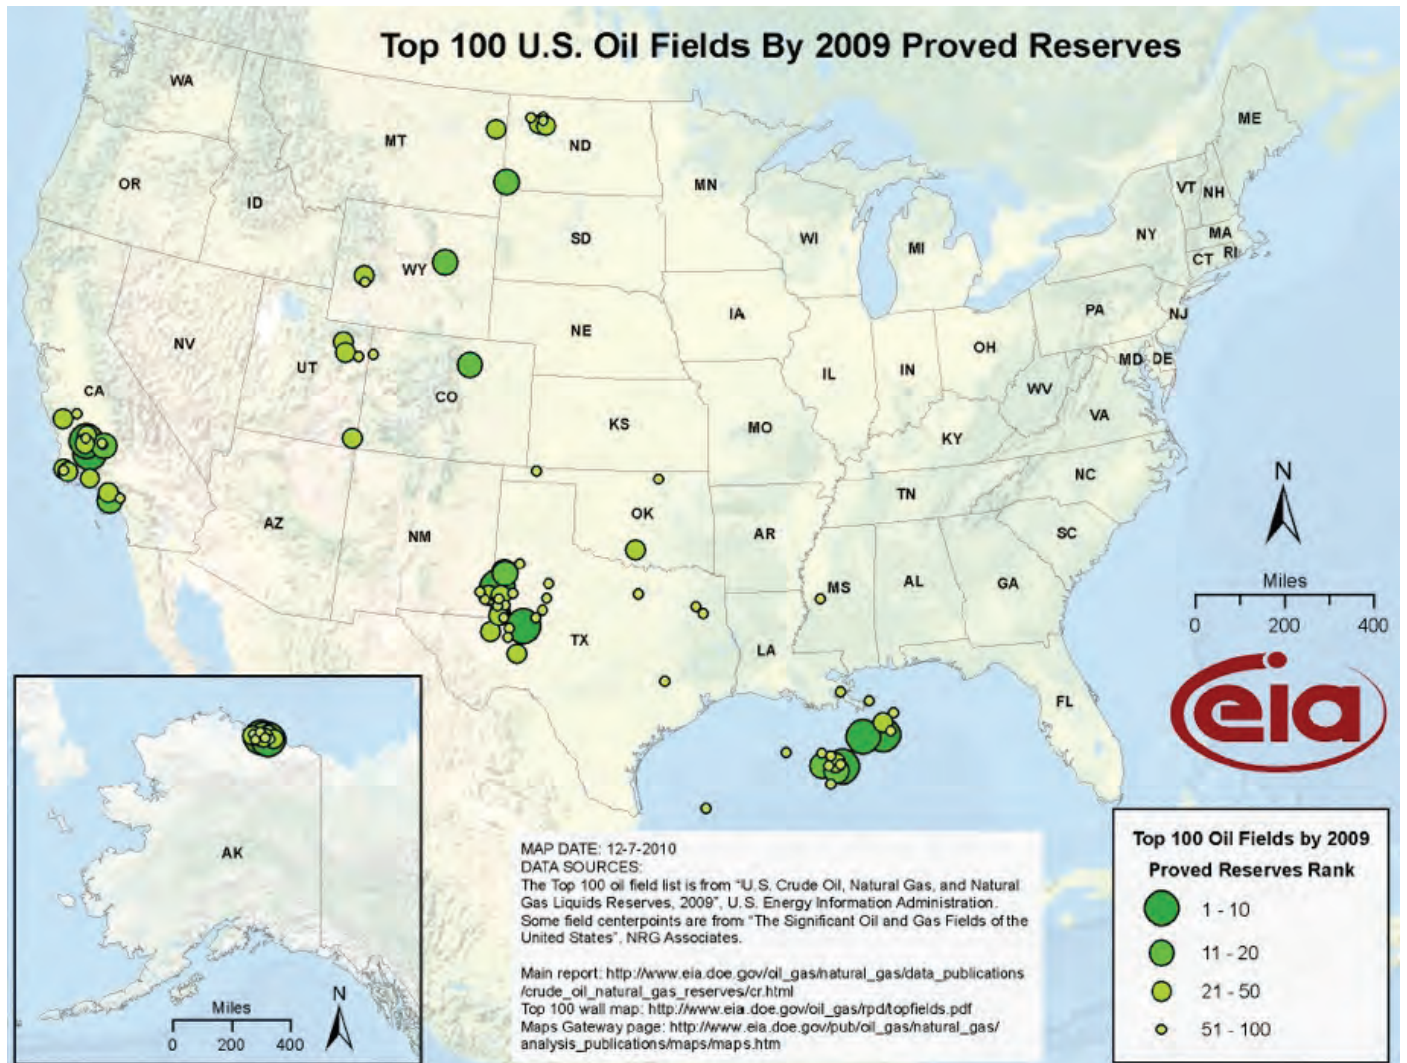 Top 100 U.S. Oil Fields By 2009 Proved Reserves
WA
MT
ND
MN
ME
OR
ID
SD
WI
MI
VT
NH
NY
MA
CT
RI
WY
NE
IA
PA
NJ
NV
UT
CO
IL
IN
OH
MD
DE
WV
VA
CA
KS
MO
KY
NC
TN
AZ
NM
OK
AR
SC
MS
AL
GA
TX
LA
FL
N
Miles
0 200 400
eia
AK
Miles
0 200 400
N
MAP DATE: 12-7-2010
DATA SOURCES:
The Top 100 oil field list is from "U.S. Crude Oil, Natural Gas, and Natural
Gas Liquids Reserves, 2009", U.S. Energy Information Administration.
Some field centerpoints are from "The Significant Oil and Gas Fields of the
United States", NRG Associates.
Main report: http://www.eia.doe.gov/oil_gas/natural_gas/data_publications
/crude_oil_natural_gas_reserves/cr.html
Top 100 wall map: http://www.eia.doe.gov/oil_gas/rpd/topfields.pdf
Maps Gateway page: http://www.eia.doe.gov/pub/oil_gas/natural_gas/
analysis_publications/maps/maps.htm
Top 100 Oil Fields by 2009
Proved Reserves Rank
1 - 10
11 - 20
21 - 50
51 - 100